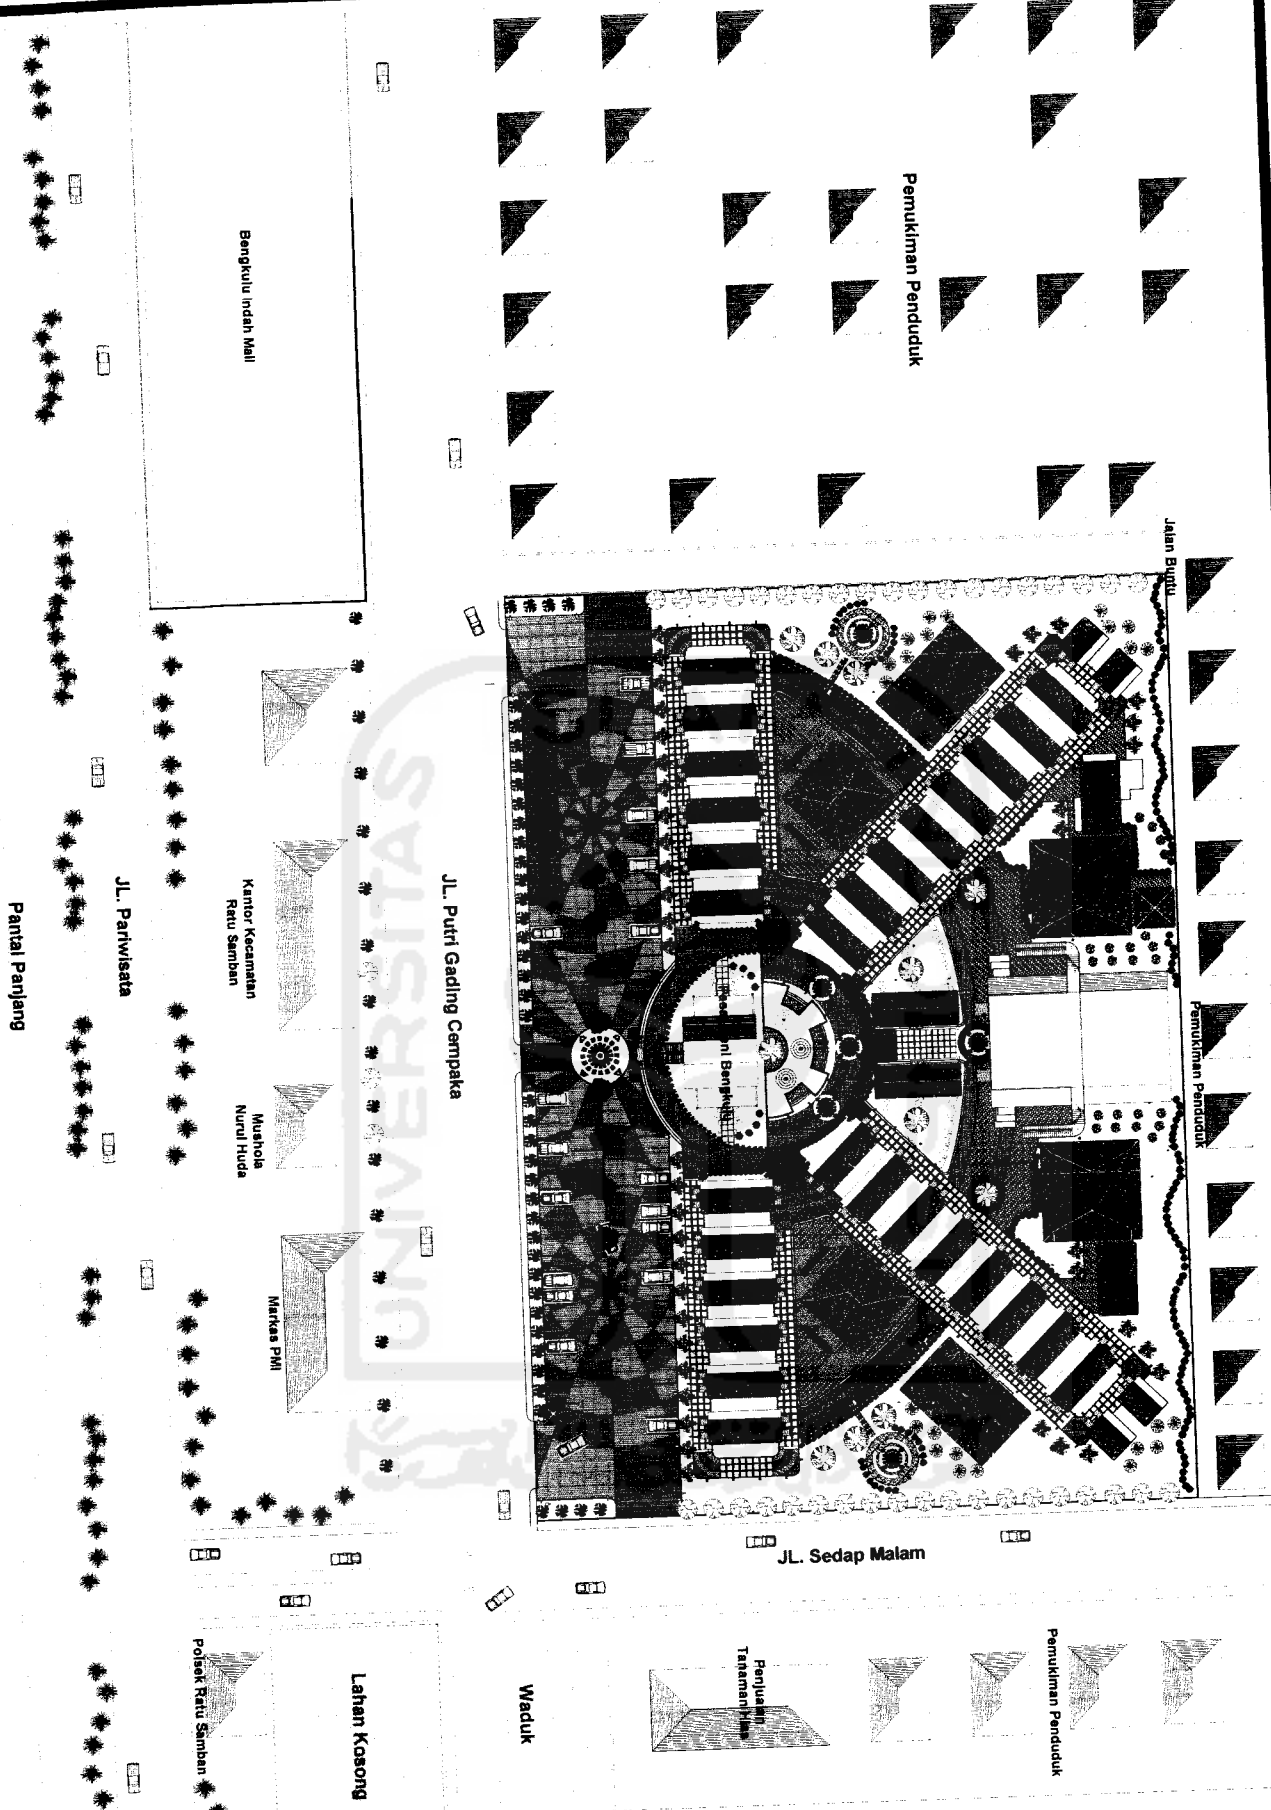 Pemukiman Penduduk
Bengkulu Indah Mall
Jalan Buntu
Pemukiman Penduduk
JL. Putri Gading Cempaka
Kantor Kecamatan
Ratu Samban
JL. Pariwisata
Pantai Panjang
Mushola
Nurul Huda
Markas PMI
JL. Sedap Malam
Pemukiman Penduduk
Penjualan
Tanaman Hias
Waduk
Lahan Kosong
Polsek Ratu Samban
UNIVERSITAS
Bengkulu